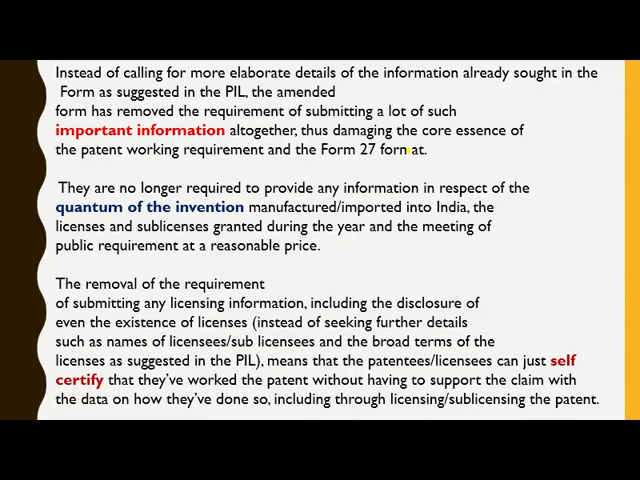 Instead of calling for more elaborate details of the information already sought in the
Form as suggested in the PIL, the amended
form has removed the requirement of submitting a lot of such
important information altogether, thus damaging the core essence of
the patent working requirement and the Form 27 format.
They are no longer required to provide any information in respect of the
quantum of the invention manufactured/imported into India, the
licenses and sublicenses granted during the year and the meeting of
public requirement at a reasonable price.
The removal of the requirement
of submitting any licensing information, including the disclosure of
even the existence of licenses (instead of seeking further details
such as names of licensees/sub licensees and the broad terms of the
licenses as suggested in the PIL), means that the patentees/licensees can just self
certify that they've worked the patent without having to support the claim with
the data on how they've done so, including through licensing/sublicensing the patent.